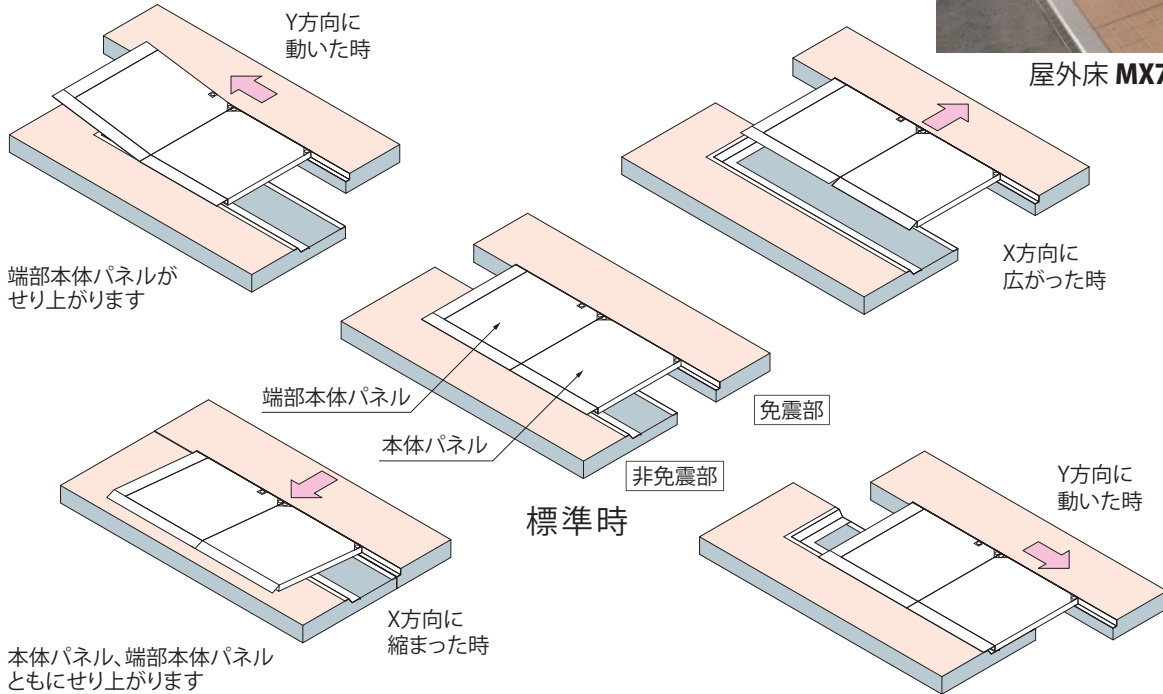 Y方向に
動いた時
屋外床 MX7
端部本体パネルが
せり上がります
X方向に
広がった時
端部本体パネル
本体パネル
免震部
非免震部
標準時
Y方向に
動いた時
X方向に
縮まった時
本体パネル、端部本体パネル
ともにせり上がります